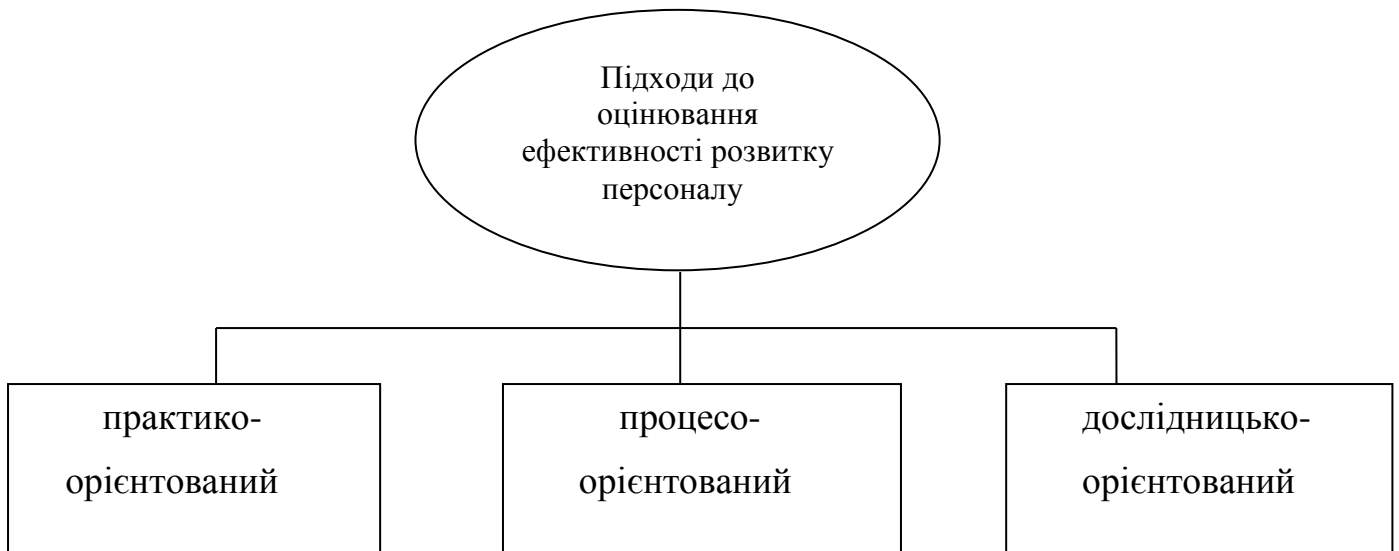 Підходи до
оцінювання
ефективності розвитку
персоналу
практико-
орієнтований
процесо-
орієнтований
дослідницько-
орієнтований